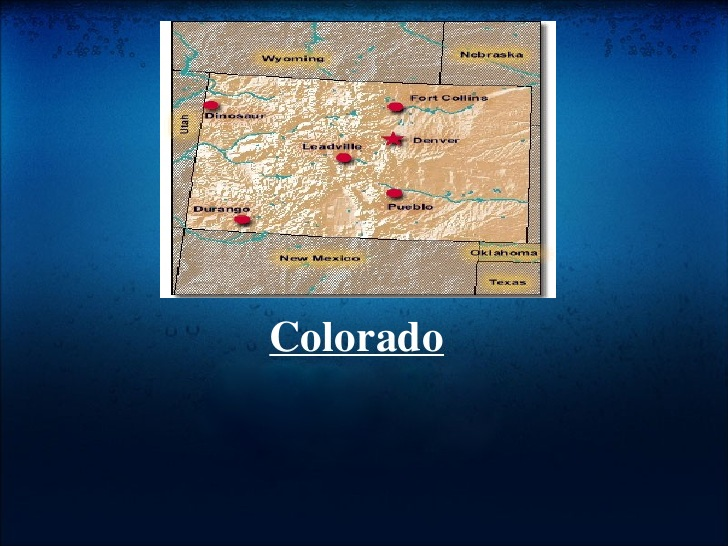 Wyoming
Nebraska
Utah
Dinosaur
Fort Collins
Denver
Leadville
Durango
Pueblo
New Mexico
Oklahoma
Texas
Colorado